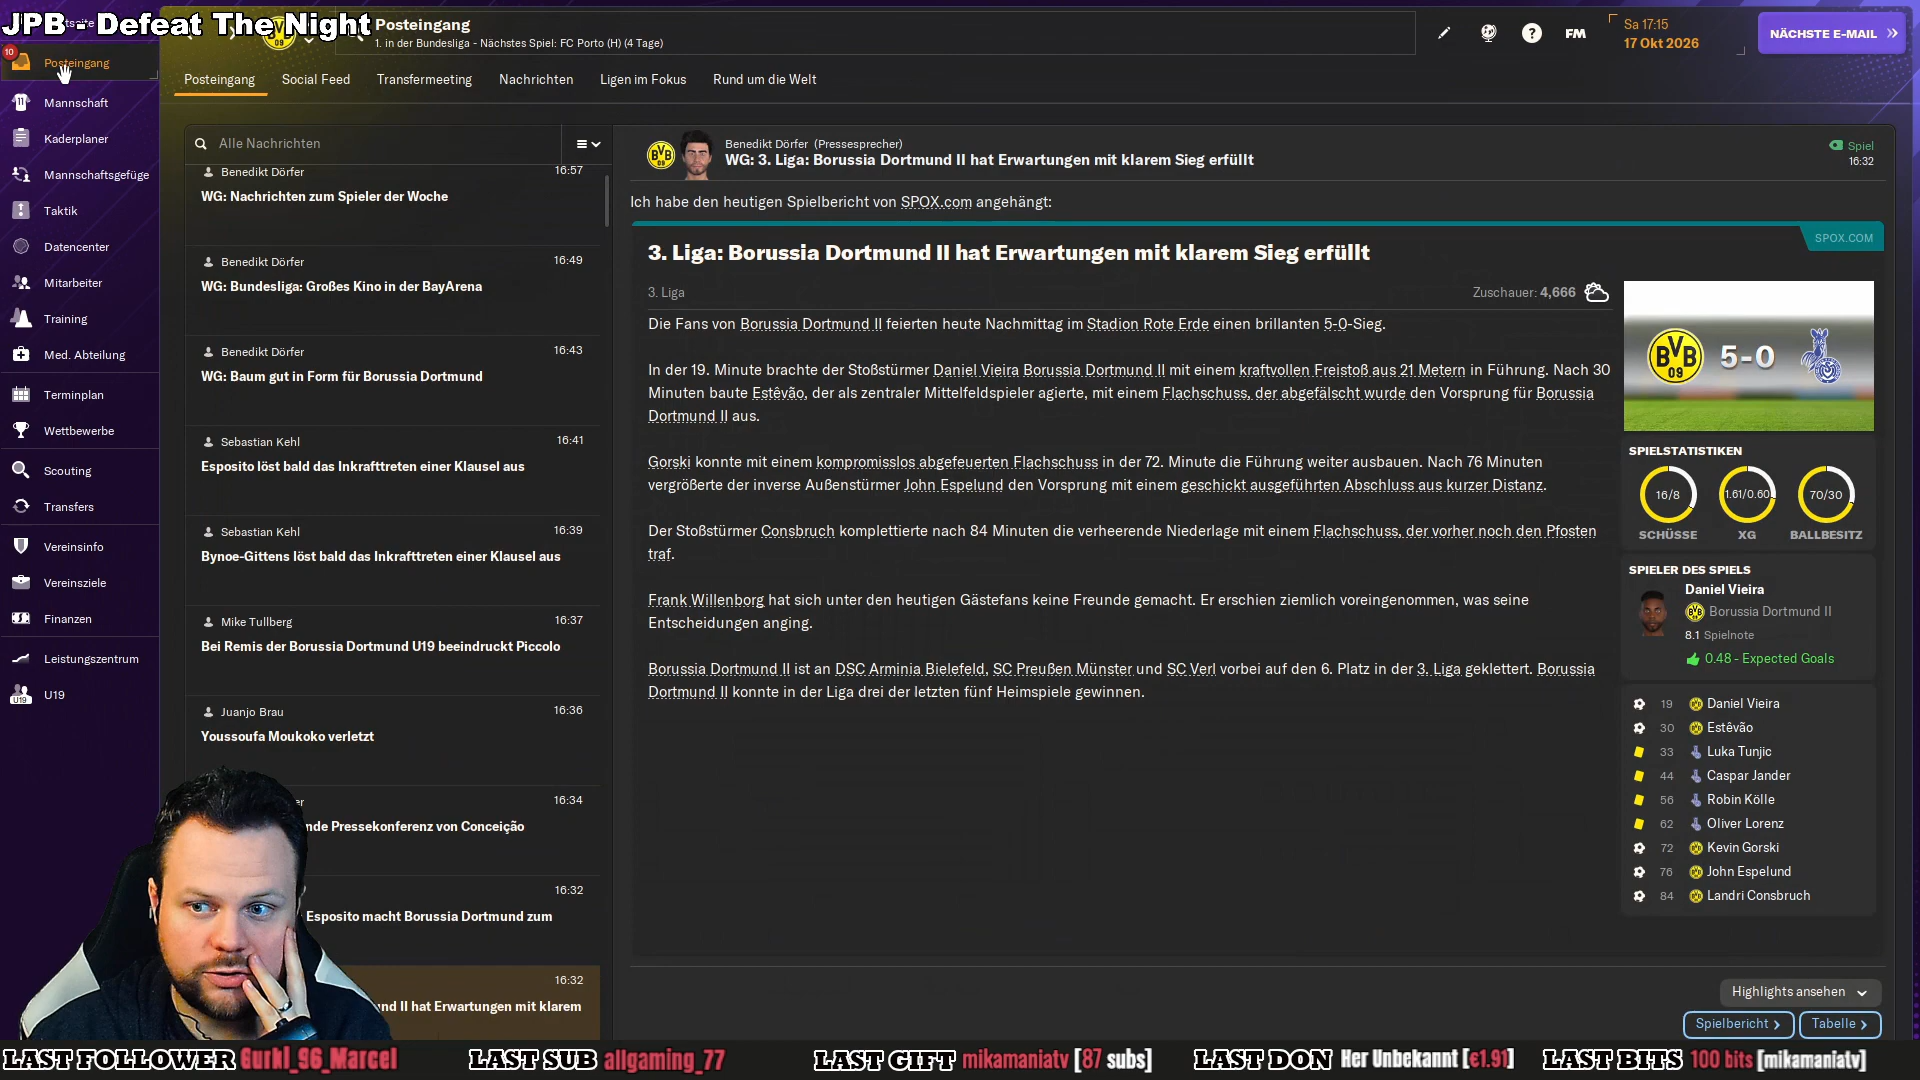 JPB - Defeat The Night
Posteingang
1. in der Bundesliga - Nächstes Spiel: FC Porto (H) (4 Tage)
FM
Sa 17:15
17 Okt 2026
NÄCHSTE E-MAIL
10
Posteingang
Mannschaft
Kaderplaner
Mannschaftsgefüge
Taktik
Datencenter
Mitarbeiter
Training
Med. Abteilung
Terminplan
Wettbewerbe
Scouting
Transfers
Vereinsinfo
Vereinsziele
Finanzen
Leistungszentrum
U19
Posteingang
Social Feed
Transfermeeting
Nachrichten
Ligen im Fokus
Rund um die Welt
Alle Nachrichten
Benedikt Dörfer 16:57
WG: Nachrichten zum Spieler der Woche
Benedikt Dörfer 16:49
WG: Bundesliga: Großes Kino in der BayArena
Benedikt Dörfer 16:43
WG: Baum gut in Form für Borussia Dortmund
Sebastian Kehl 16:41
Esposito löst bald das Inkrafttreten einer Klausel aus
Sebastian Kehl 16:39
Bynoe-Gittens löst bald das Inkrafttreten einer Klausel aus
Mike Tullberg 16:37
Bei Remis der Borussia Dortmund U19 beeindruckt Piccolo
Juanjo Brau 16:36
Youssoufa Moukoko verletzt
er 16:34
nde Pressekonferenz von Conceição
16:32
Esposito macht Borussia Dortmund zum
16:32
nd II hat Erwartungen mit klarem
Benedikt Dörfer (Pressesprecher)
WG: 3. Liga: Borussia Dortmund II hat Erwartungen mit klarem Sieg erfüllt
Spiel
16:32
Ich habe den heutigen Spielbericht von SPOX.com angehängt:
SPOX.COM
3. Liga: Borussia Dortmund II hat Erwartungen mit klarem Sieg erfüllt
3. Liga
Zuschauer: 4,666
Die Fans von Borussia Dortmund II feierten heute Nachmittag im Stadion Rote Erde einen brillanten 5-0-Sieg.
In der 19. Minute brachte der Stoßstürmer Daniel Vieira Borussia Dortmund II mit einem kraftvollen Freistoß aus 21 Metern in Führung. Nach 30
Minuten baute Estêvão, der als zentraler Mittelfeldspieler agierte, mit einem Flachschuss, der abgefälscht wurde den Vorsprung für Borussia
Dortmund II aus.
Gorski konnte mit einem kompromisslos abgefeuerten Flachschuss in der 72. Minute die Führung weiter ausbauen. Nach 76 Minuten
vergrößerte der inverse Außenstürmer John Espelund den Vorsprung mit einem geschickt ausgeführten Abschluss aus kurzer Distanz.
Der Stoßstürmer Consbruch komplettierte nach 84 Minuten die verheerende Niederlage mit einem Flachschuss, der vorher noch den Pfosten
traf.
Frank Willenborg hat sich unter den heutigen Gästefans keine Freunde gemacht. Er erschien ziemlich voreingenommen, was seine
Entscheidungen anging.
Borussia Dortmund II ist an DSC Arminia Bielefeld, SC Preußen Münster und SC Verl vorbei auf den 6. Platz in der 3. Liga geklettert. Borussia
Dortmund II konnte in der Liga drei der letzten fünf Heimspiele gewinnen.
BVB 09 5-0
SPIELSTATISTIKEN
16/8 1.61/0.60 70/30
SCHÜSSE XG BALLBESITZ
SPIELER DES SPIELS
Daniel Vieira
Borussia Dortmund II
8.1 Spielnote
0.48 - Expected Goals
19 Daniel Vieira
30 Estêvão
33 Luka Tunjic
44 Caspar Jander
56 Robin Kölle
62 Oliver Lorenz
72 Kevin Gorski
76 John Espelund
84 Landri Consbruch
Highlights ansehen
Spielbericht
Tabelle
LAST FOLLOWER Gurkl_96_Marcel
LAST SUB allgaming_77
LAST GIFT mikamaniatv [87 subs]
LAST DON Her Unbekannt [€1.91]
LAST BITS 100 bits [mikamaniatv]